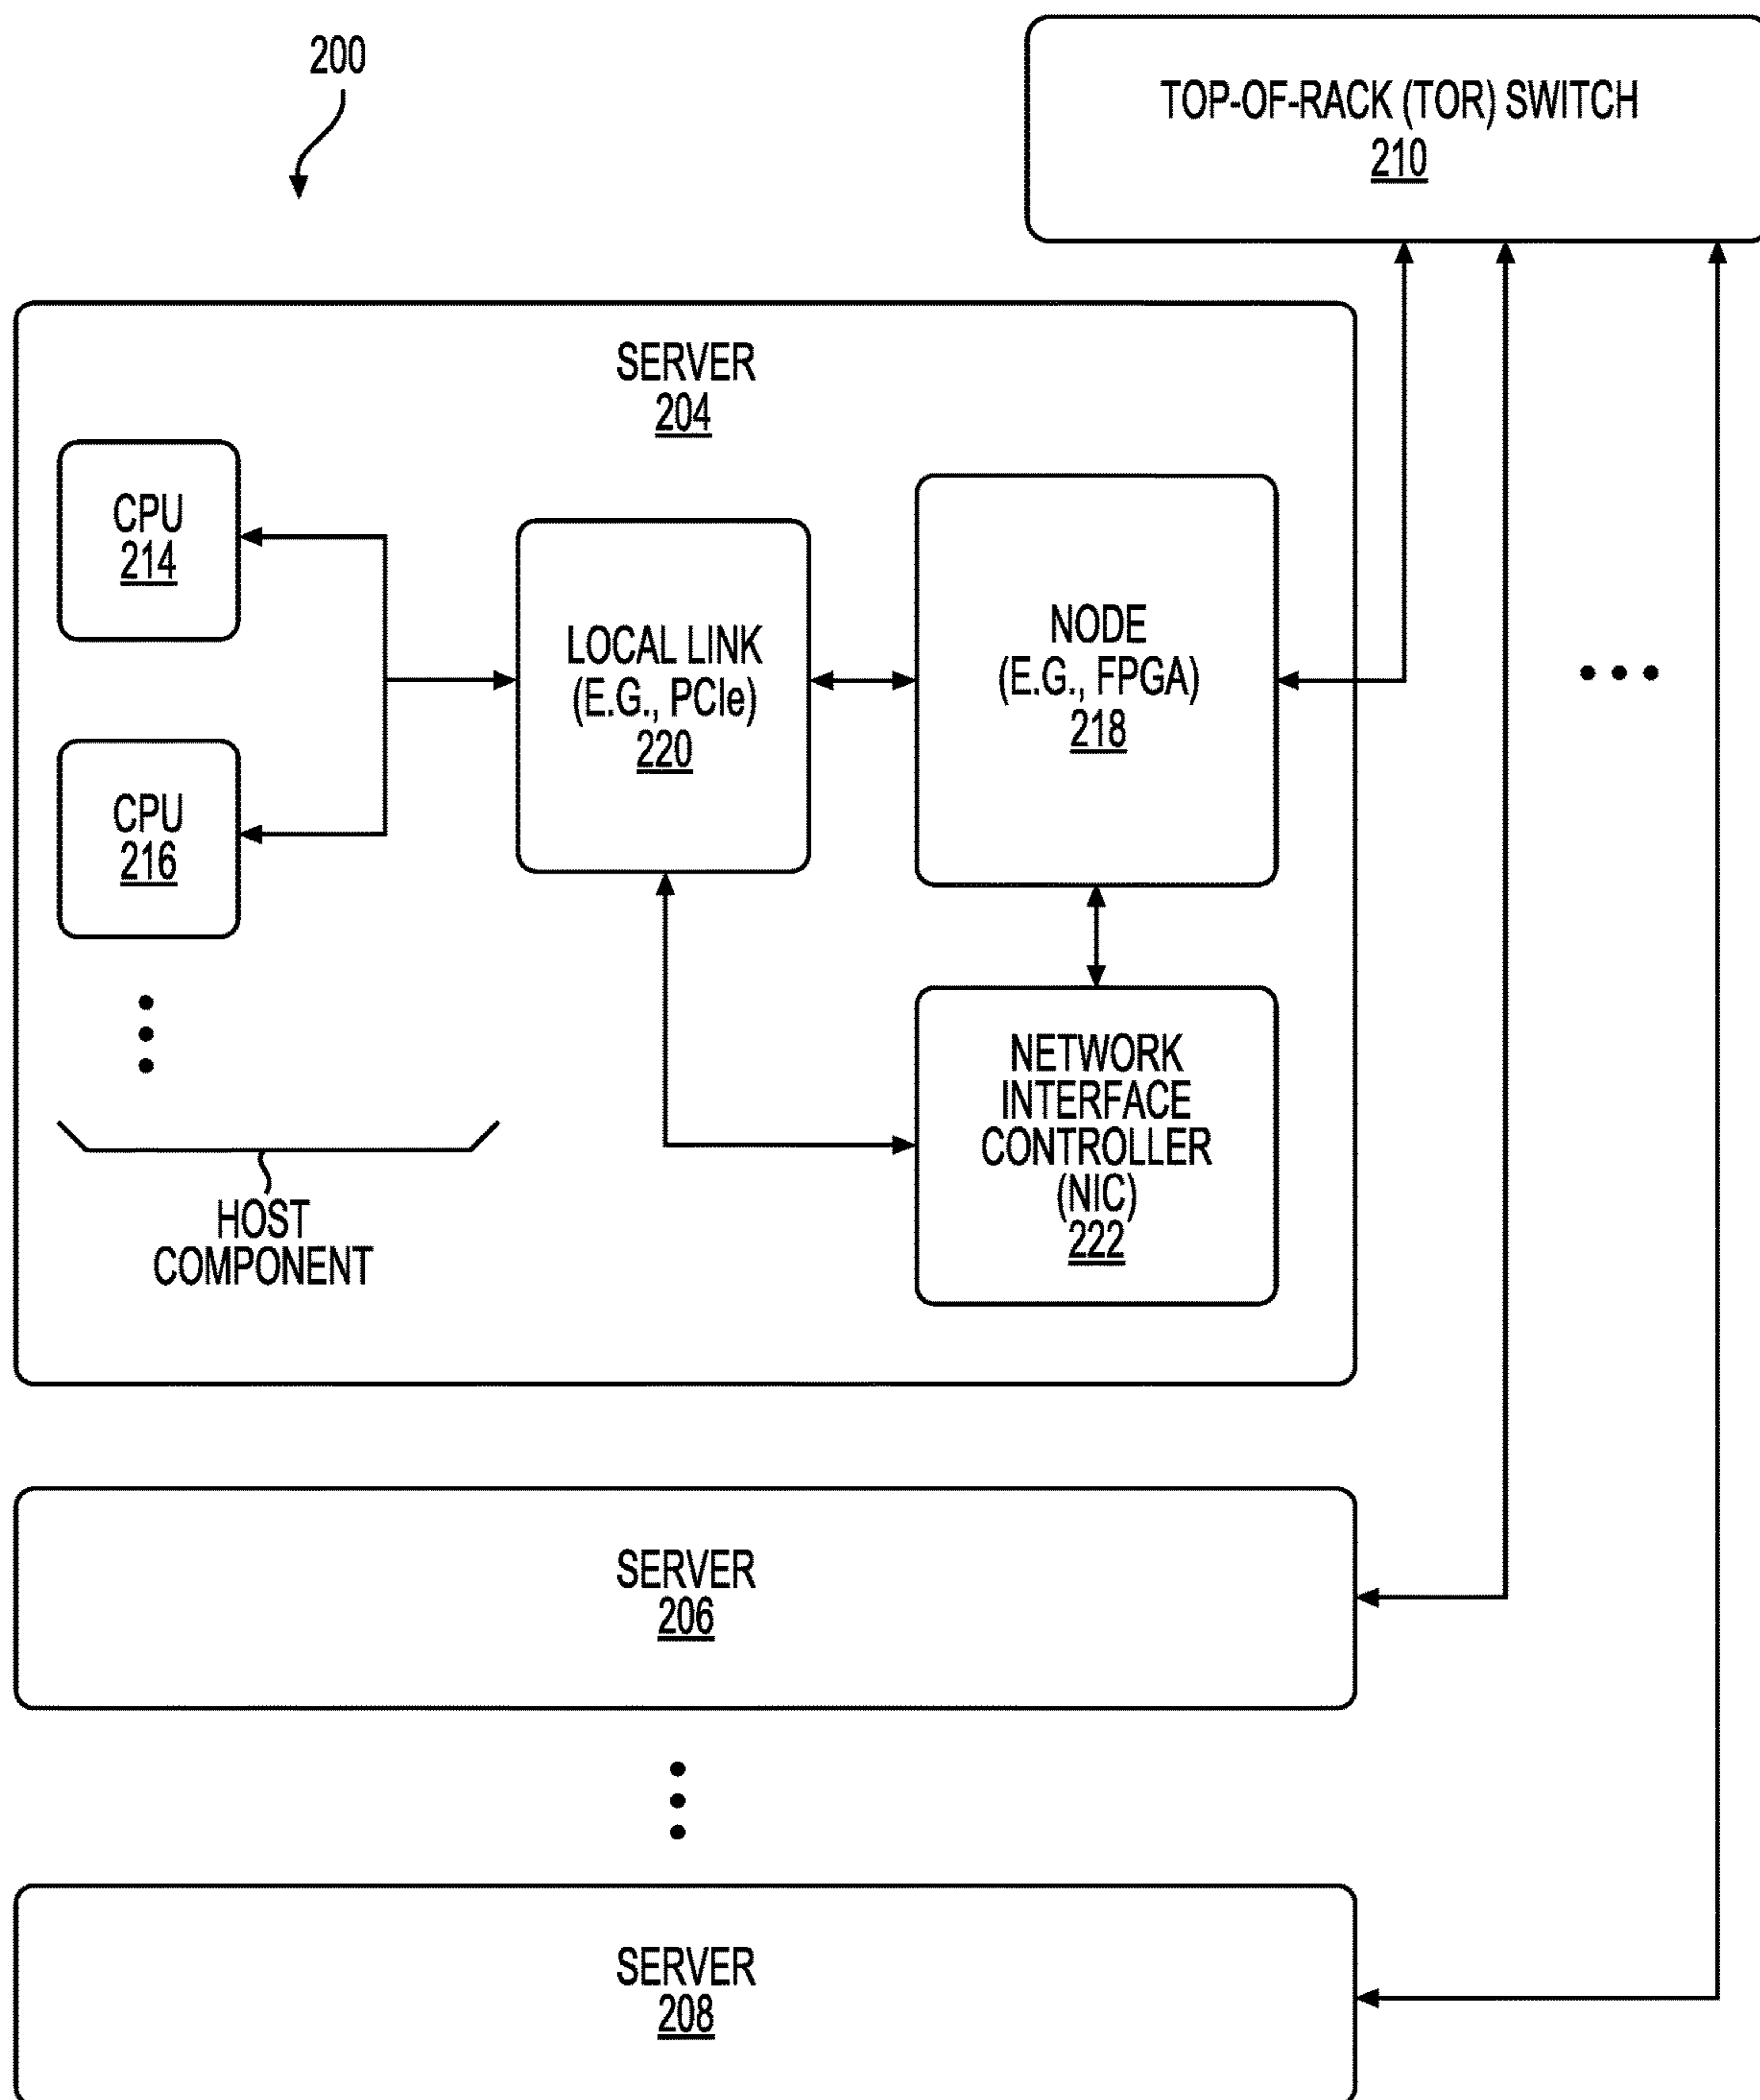 200
TOP-OF-RACK (TOR) SWITCH
210
SERVER
204
CPU
214
LOCAL LINK
(E.G., PCIe)
220
NODE
(E.G., FPGA)
218
CPU
216
NETWORK
INTERFACE
CONTROLLER
(NIC)
222
HOST
COMPONENT
SERVER
206
SERVER
208